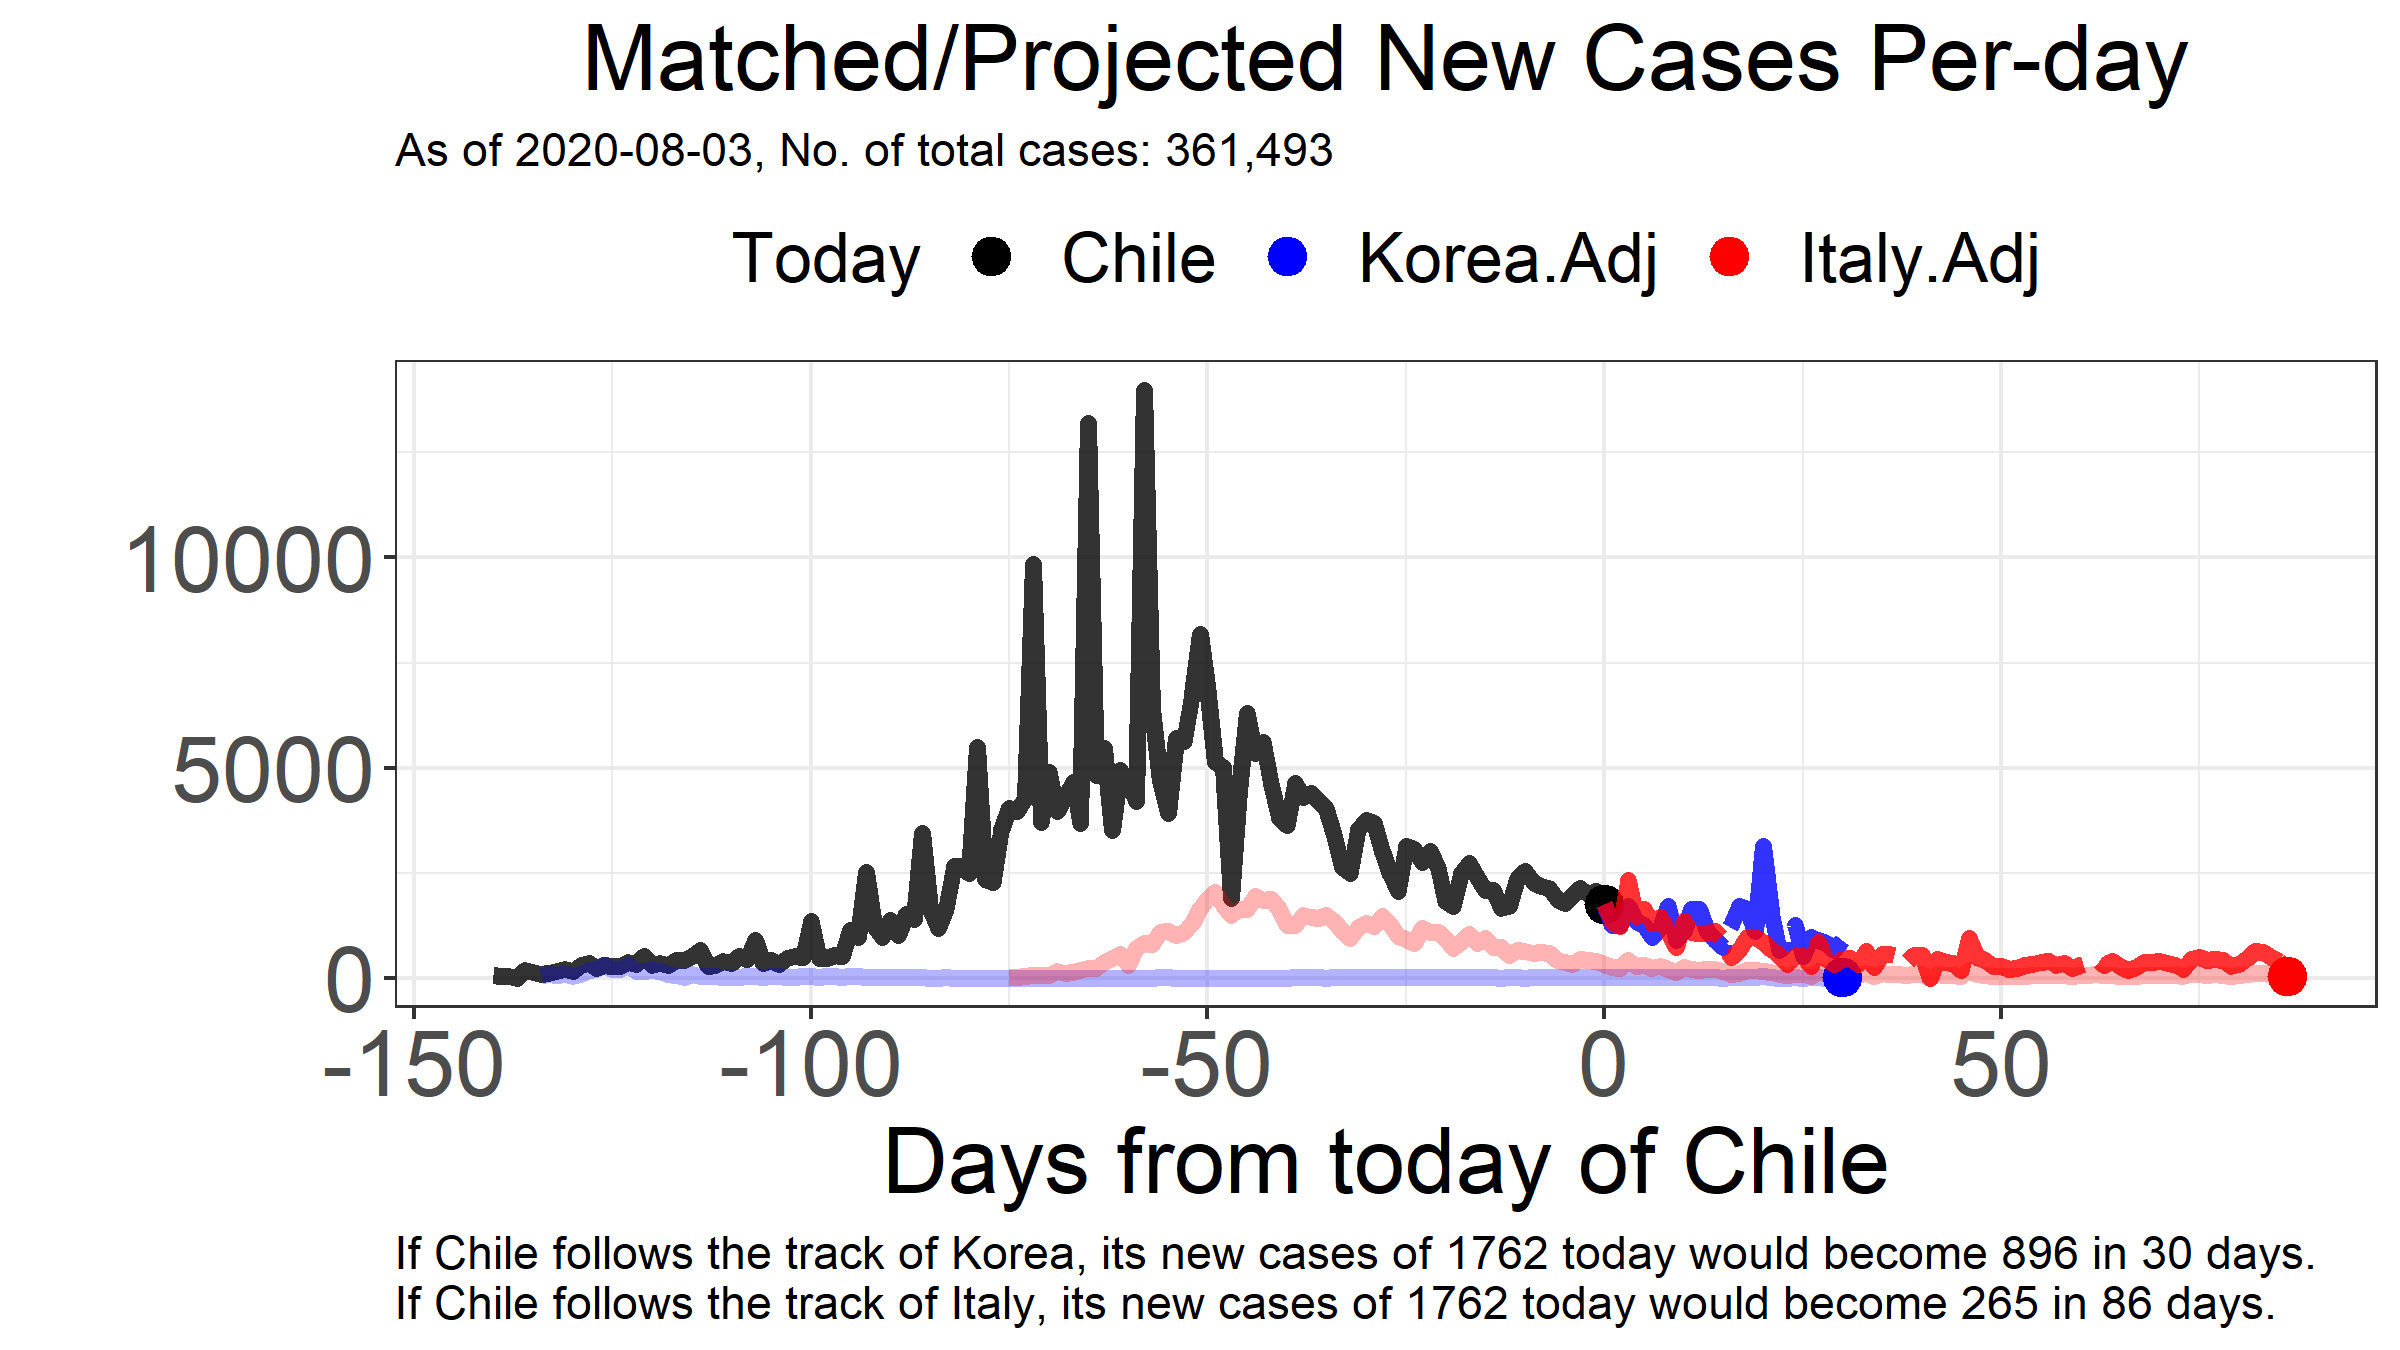 Matched/Projected New Cases Per-day
As of 2020-08-03, No. of total cases: 361,493
Today Chile Korea.Adj Italy.Adj
10000
5000
0
-150 -100 -50 0 50
Days from today of Chile
If Chile follows the track of Korea, its new cases of 1762 today would become 896 in 30 days.
If Chile follows the track of Italy, its new cases of 1762 today would become 265 in 86 days.